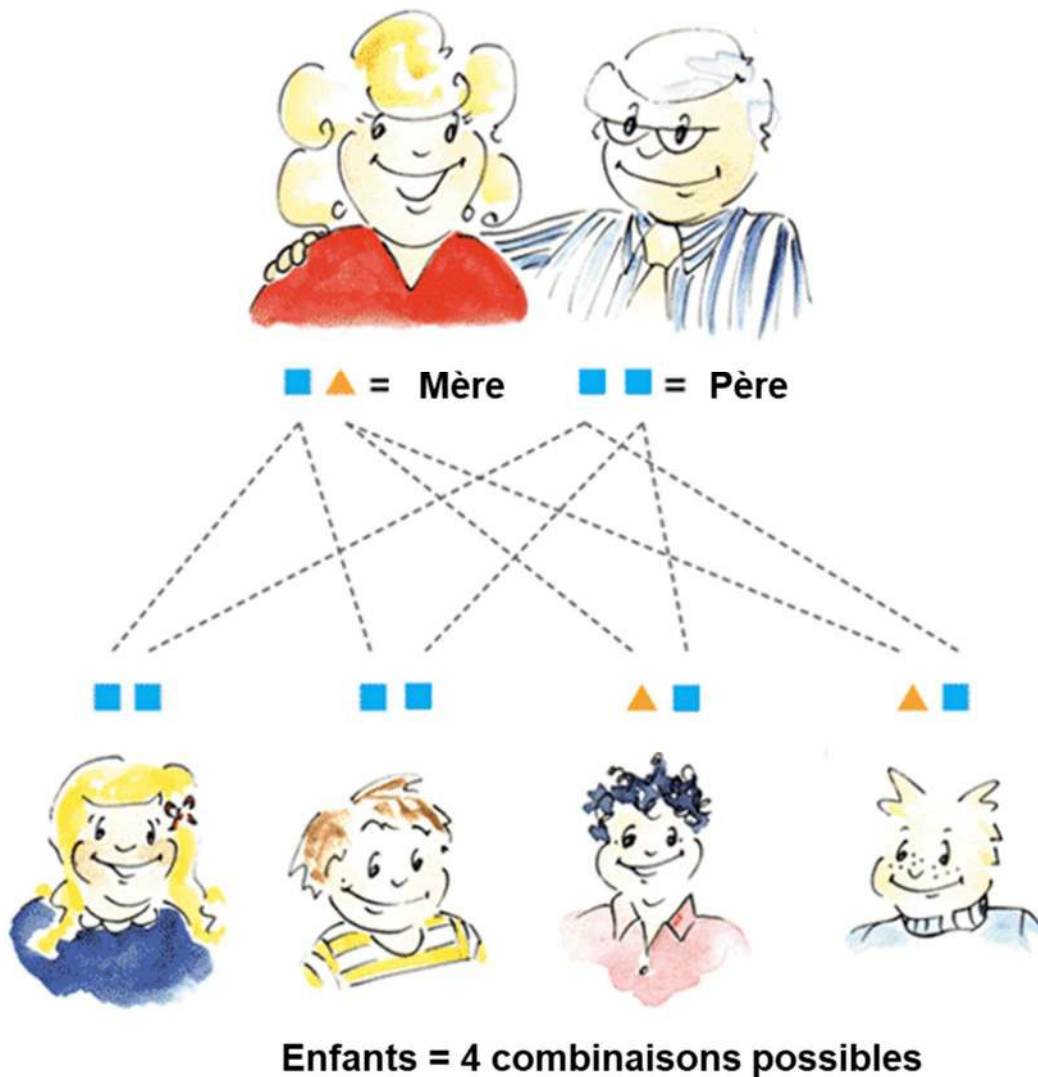 = Mère = Père
Enfants = 4 combinaisons possibles